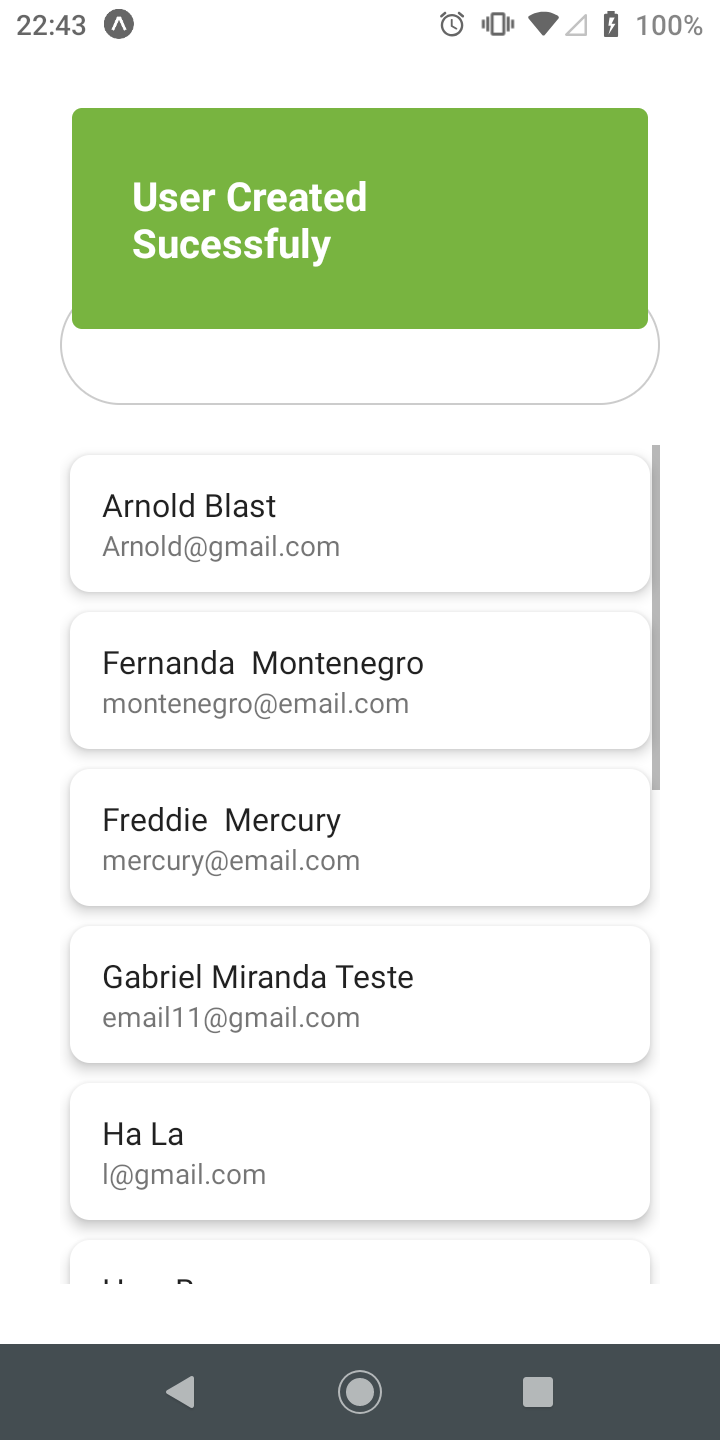 22:43 100%
User Created
Sucessfuly
Arnold Blast
Arnold@gmail.com
Fernanda  Montenegro
montenegro@email.com
Freddie  Mercury
mercury@email.com
Gabriel Miranda Teste
email11@gmail.com
Ha La
l@gmail.com